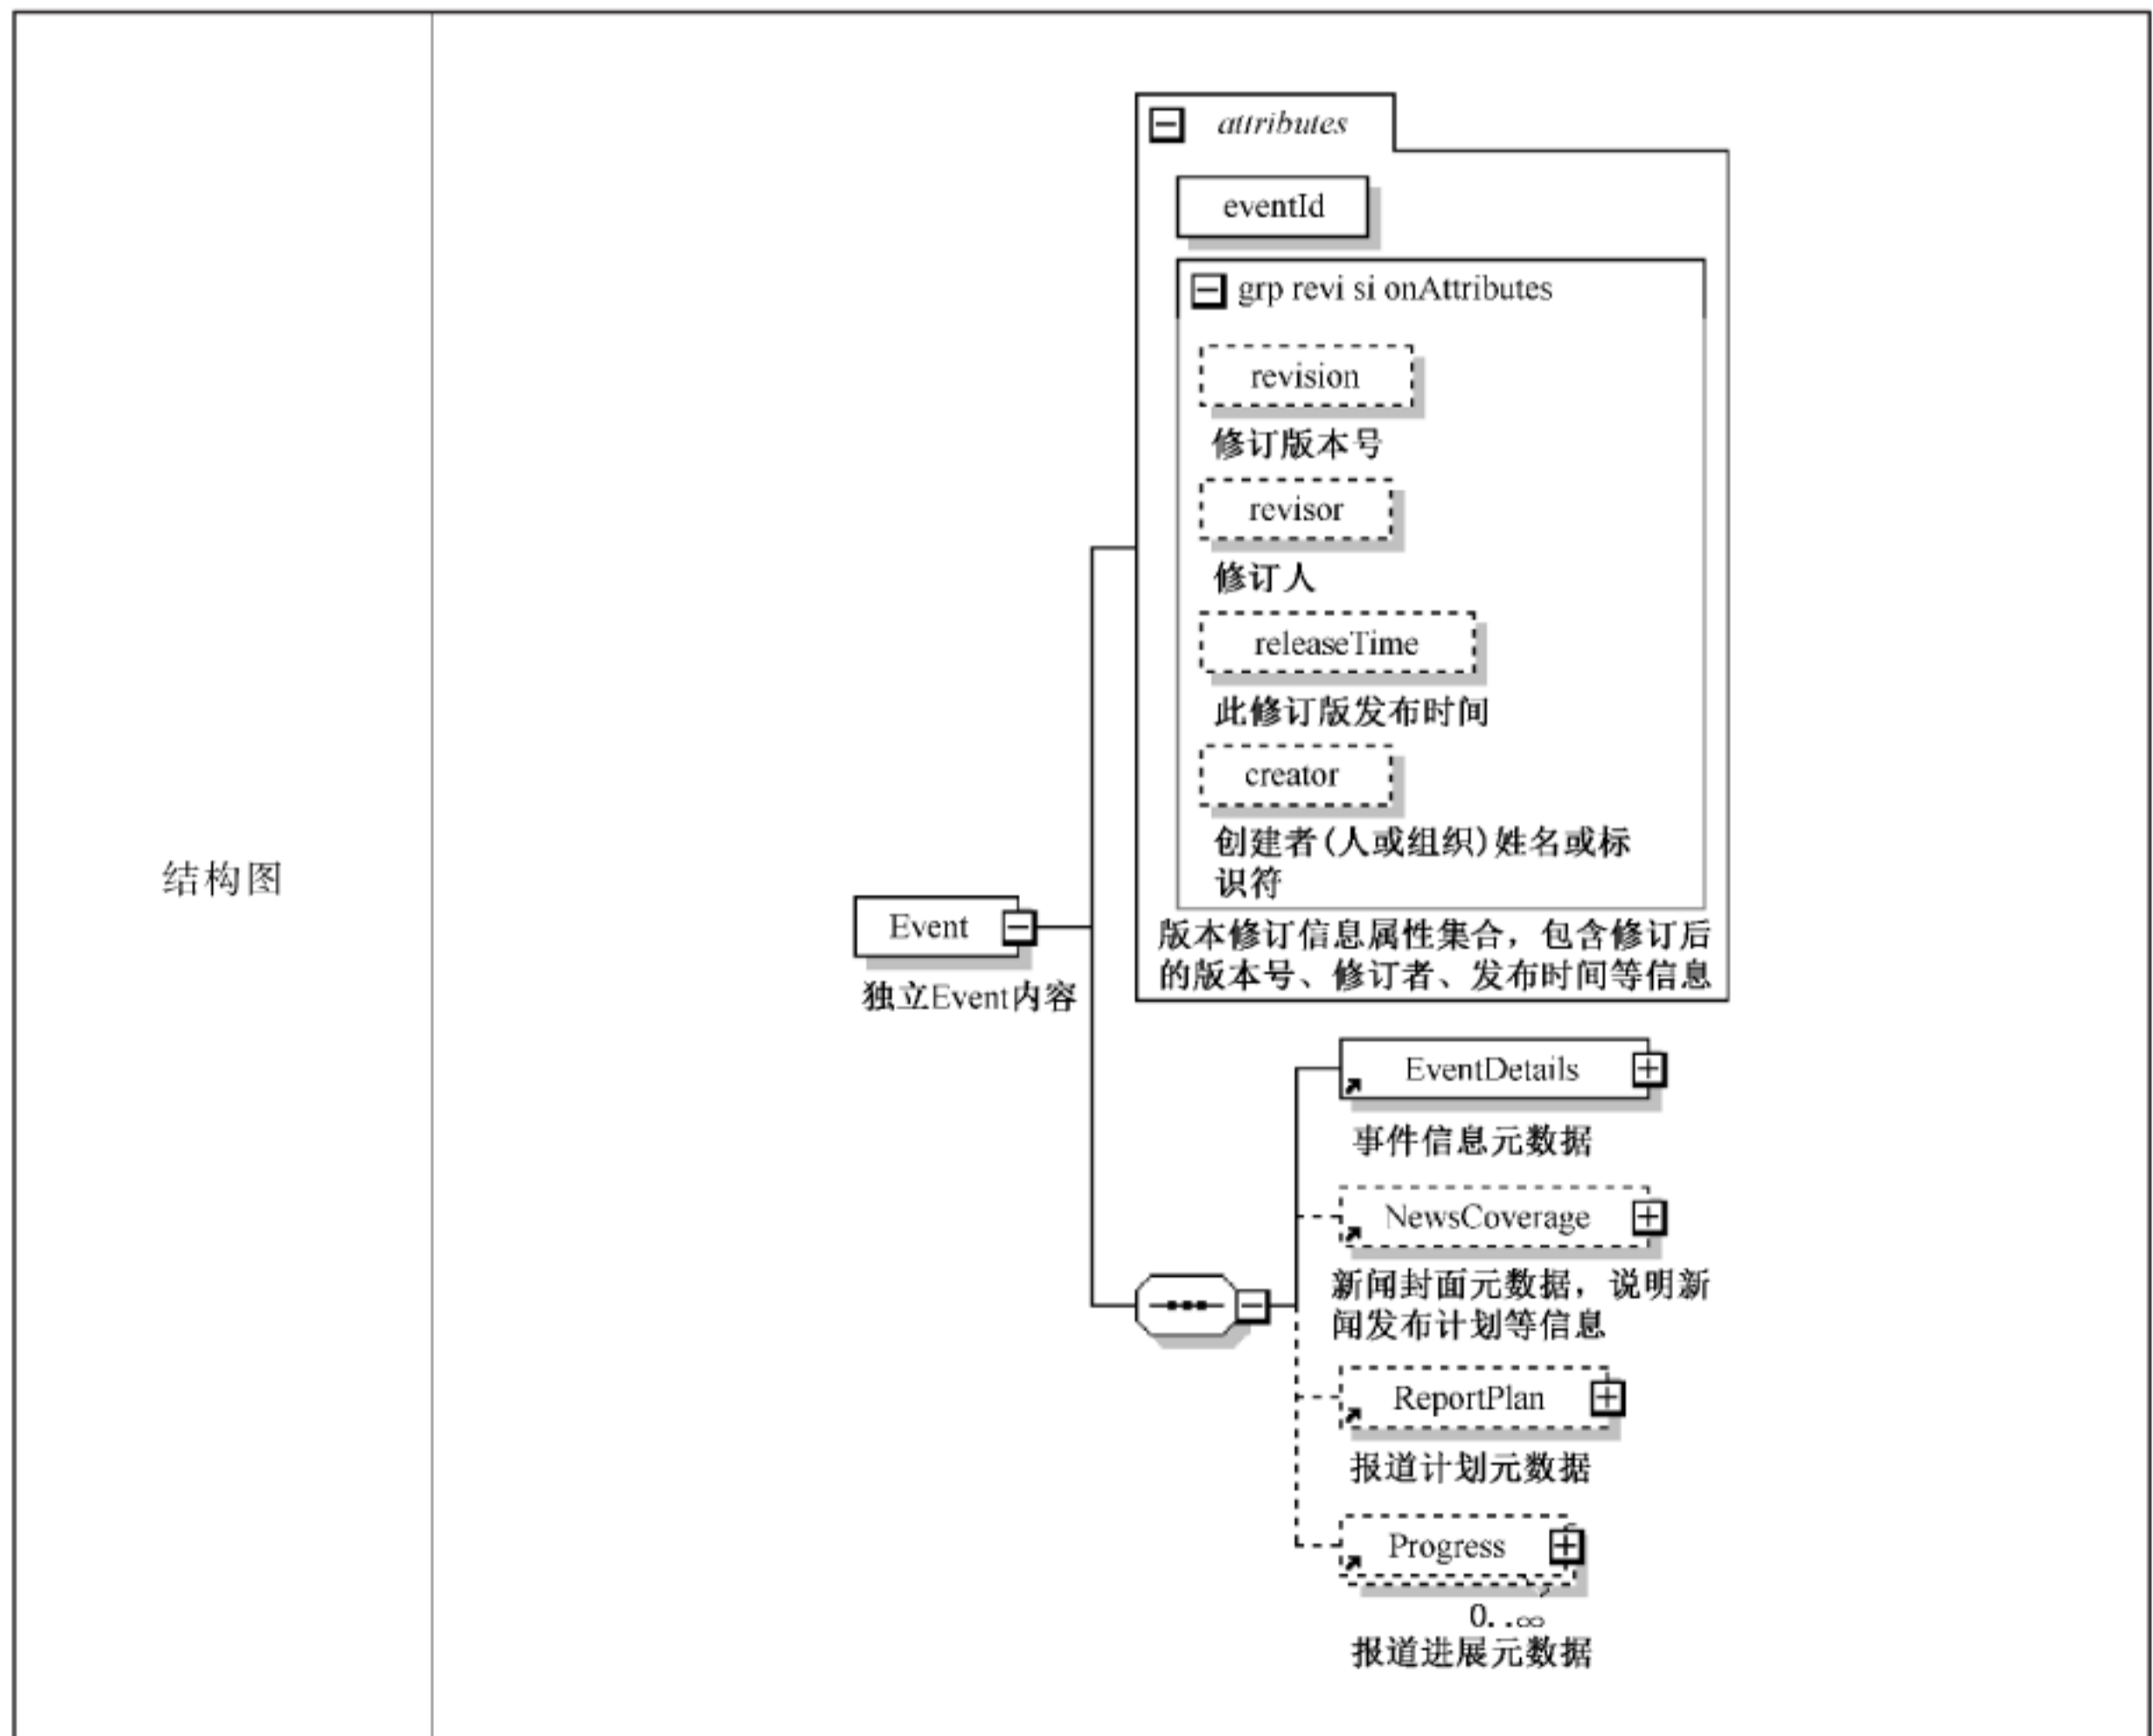 结构图
attributes
eventId
grp revi si onAttributes
revision
修订版本号
revisor
修订人
releaseTime
此修订版发布时间
creator
创建者(人或组织)姓名或标
识符
版本修订信息属性集合，包含修订后
的版本号、修订者、发布时间等信息
Event
独立Event内容
EventDetails
事件信息元数据
NewsCoverage
新闻封面元数据，说明新
闻发布计划等信息
ReportPlan
报道计划元数据
Progress
0..∞
报道进展元数据